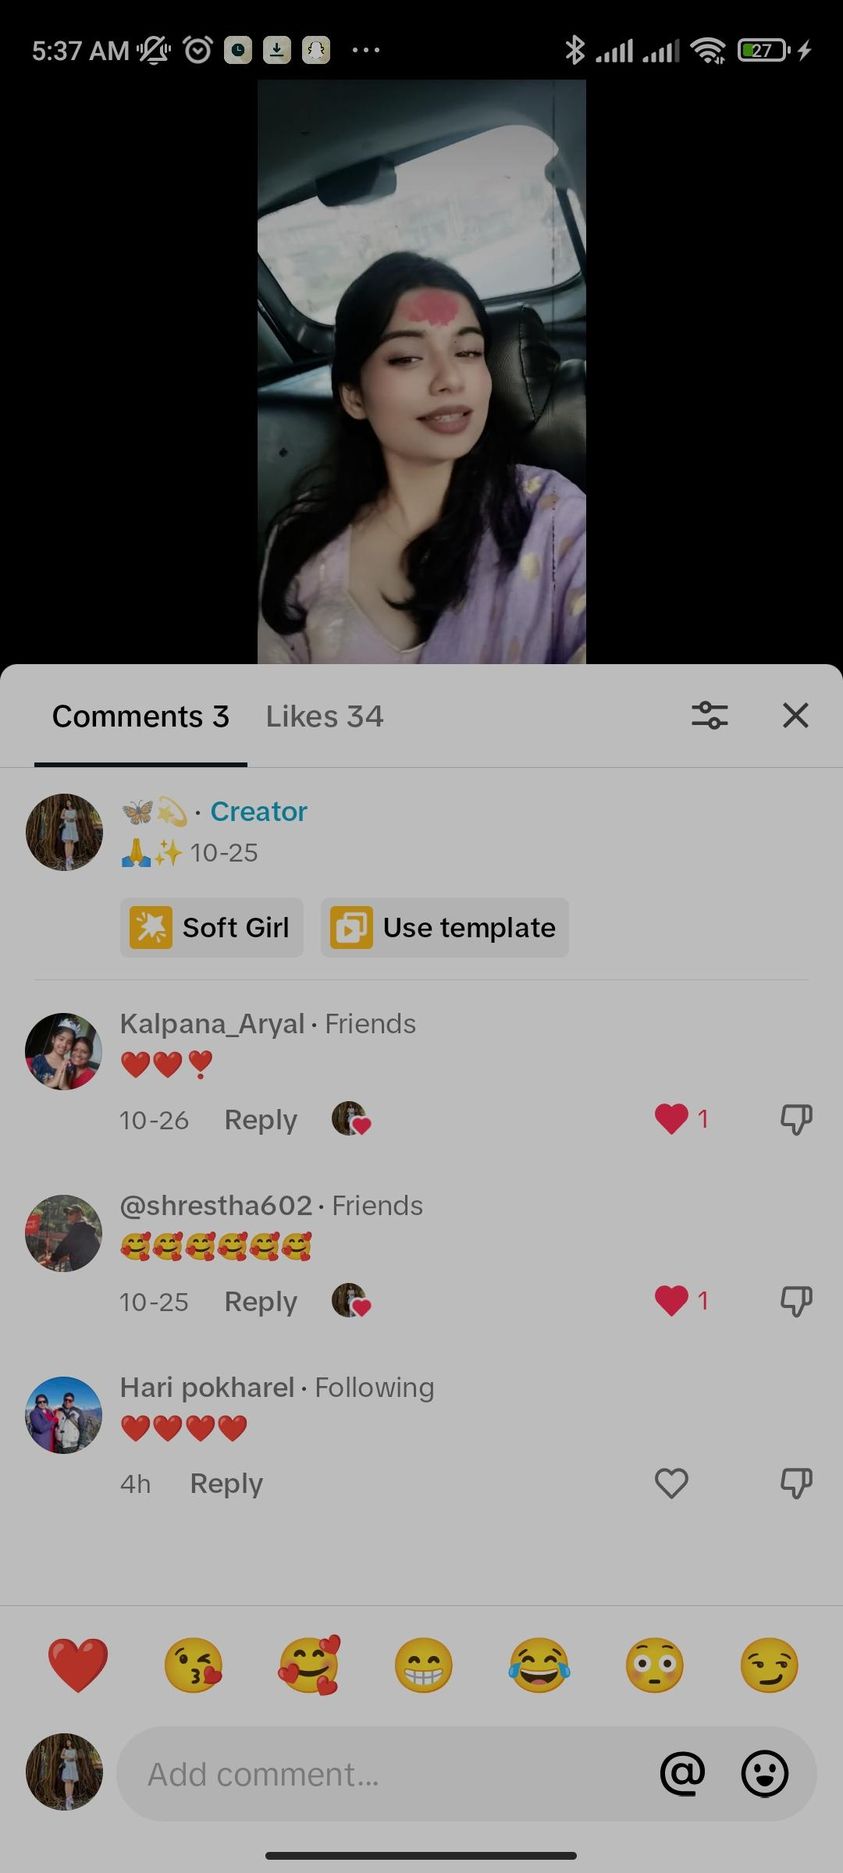 5:37 AM
27
Comments 3
Likes 34
🦋💫 · Creator
🙏✨ 10-25
Soft Girl
Use template
Kalpana_Aryal · Friends
❤️❤️❣️
10-26 Reply
1
@shrestha602 · Friends
🥰🥰🥰🥰🥰🥰
10-25 Reply
1
Hari pokharel · Following
❤️❤️❤️❤️
4h Reply
Add comment...